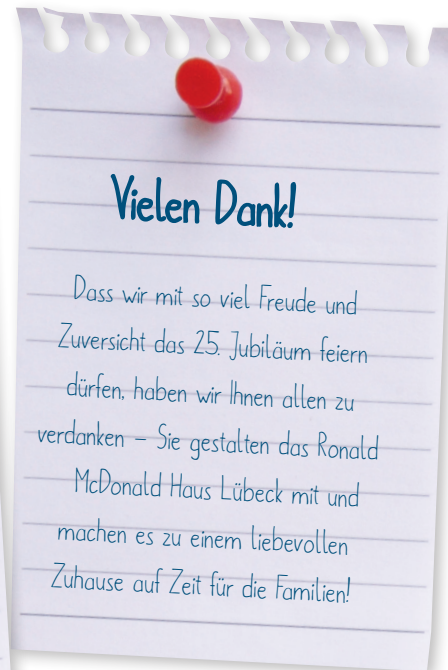 Vielen Dank!
Dass wir mit so viel Freude und
Zuversicht das 25. Jubiläum feiern
dürfen, haben wir Ihnen allen zu
verdanken – Sie gestalten das Ronald
McDonald Haus Lübeck mit und
machen es zu einem liebevollen
Zuhause auf Zeit für die Familien!